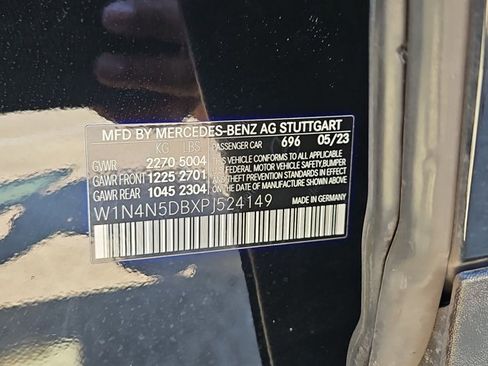 MFD BY MERCEDES-BENZ AG STUTTGART
KG LBS PASSENGER CAR 696 05/23
GVWR 2270 5004 THIS VEHICLE CONFORMS TO ALL APPLICABLE
GAWR FRONT 1225 2701 U.S. FEDERAL MOTOR VEHICLE SAFETY, BUMPER
GAWR REAR 1045 2304 AND THEFT PREVENTION STANDARDS IN EFFECT ON THE
DATE OF MANUFACTURE SHOWN ABOVE.
W1N4N5DBXPJ524149
MADE IN GERMANY